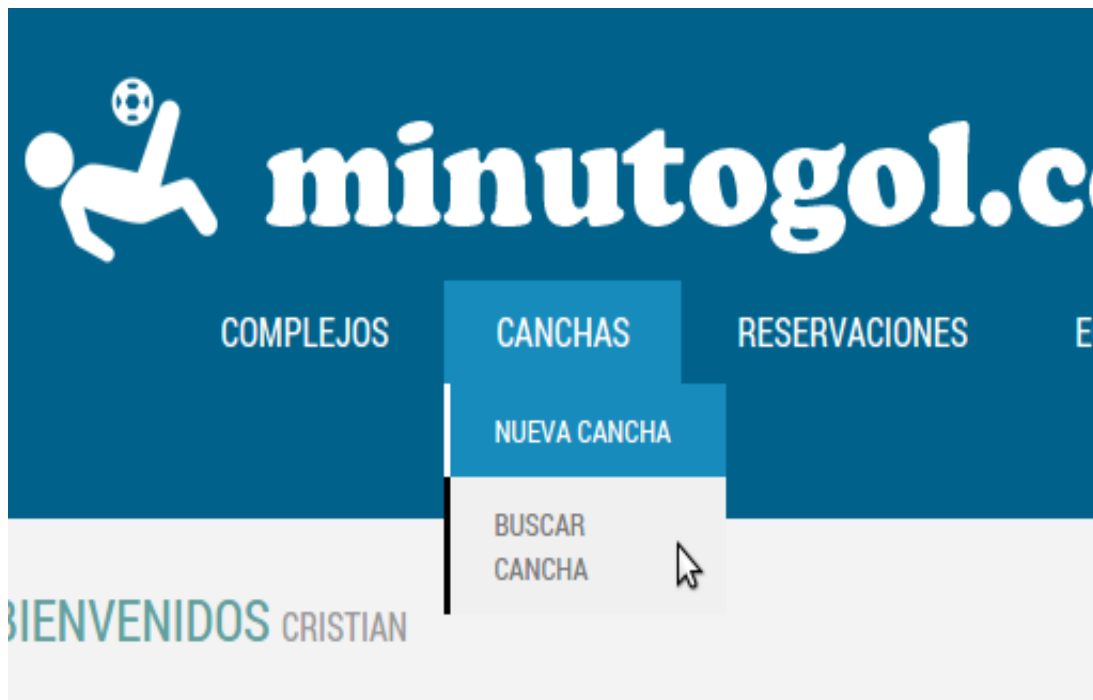 minutogol.c
COMPLEJOS CANCHAS RESERVACIONES E
NUEVA CANCHA
BUSCAR
CANCHA
BIENVENIDOS CRISTIAN